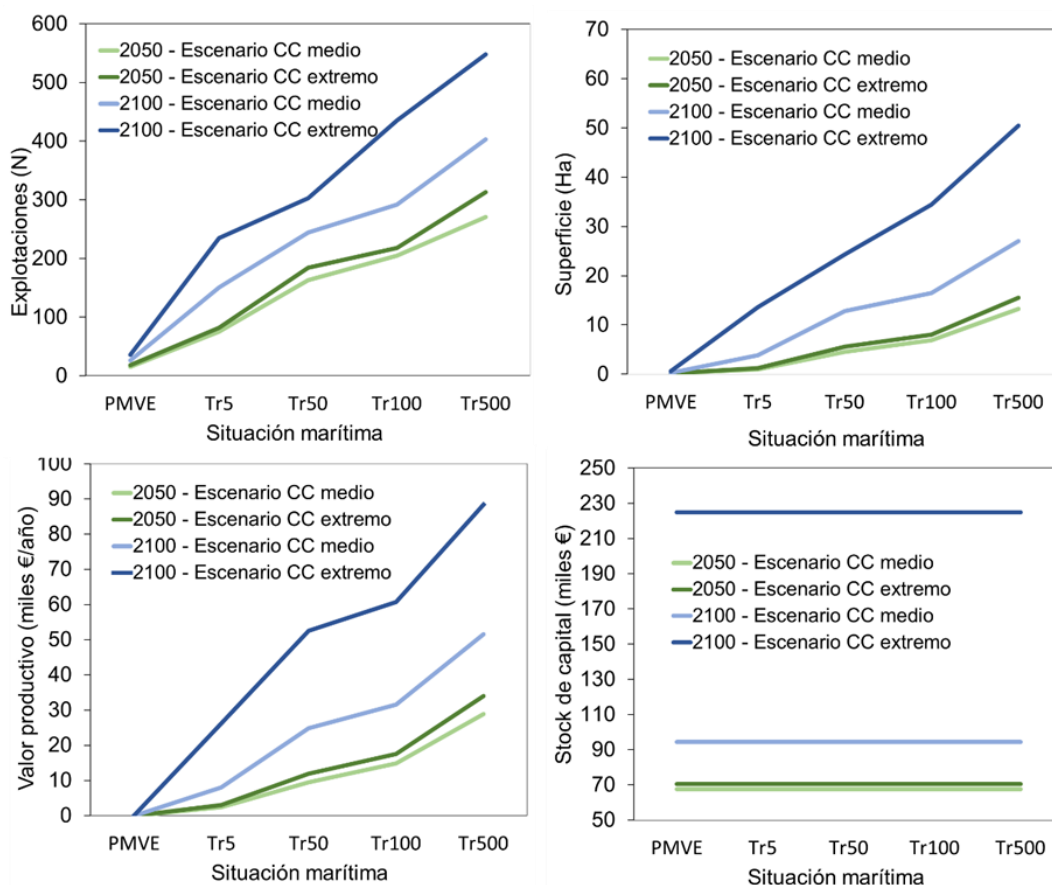 600
500
400
300
200
100
0
Explotaciones (N)
2050 - Escenario CC medio
2050 - Escenario CC extremo
2100 - Escenario CC medio
2100 - Escenario CC extremo
PMVE Tr5 Tr50 Tr100 Tr500
Situación marítima
70
60
50
40
30
20
10
0
Superficie (Ha)
2050 - Escenario CC medio
2050 - Escenario CC extremo
2100 - Escenario CC medio
2100 - Escenario CC extremo
PMVE Tr5 Tr50 Tr100 Tr500
Situación marítima
100
90
80
70
60
50
40
30
20
10
0
Valor productivo (miles €/año)
2050 - Escenario CC medio
2050 - Escenario CC extremo
2100 - Escenario CC medio
2100 - Escenario CC extremo
PMVE Tr5 Tr50 Tr100 Tr500
Situación marítima
250
230
210
190
170
150
130
110
90
70
50
Stock de capital (miles €)
2050 - Escenario CC medio
2050 - Escenario CC extremo
2100 - Escenario CC medio
2100 - Escenario CC extremo
PMVE Tr5 Tr50 Tr100 Tr500
Situación marítima